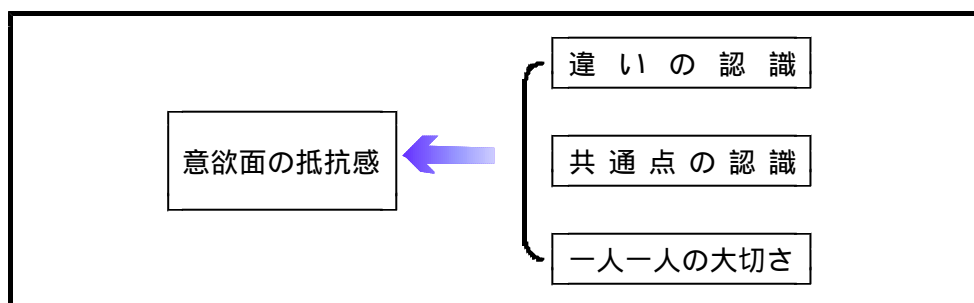 違いの認識
意欲面の抵抗感
共通点の認識
一人一人の大切さ